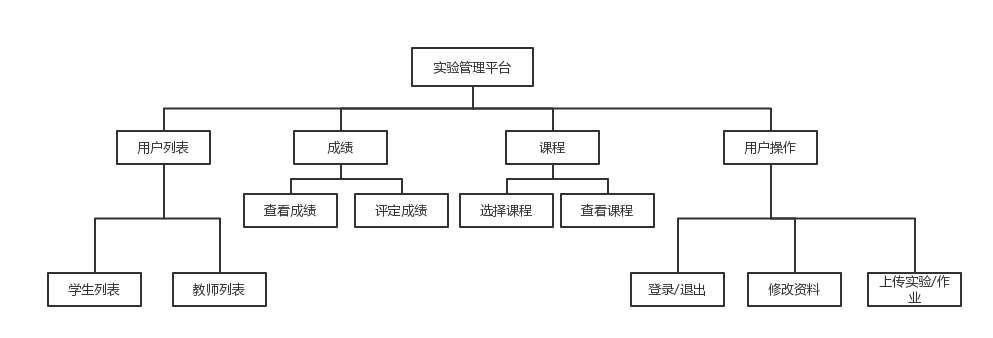 实验管理平台
用户列表
成绩
课程
用户操作
查看成绩
评定成绩
选择课程
查看课程
学生列表
教师列表
登录/退出
修改资料
上传实验/作
业